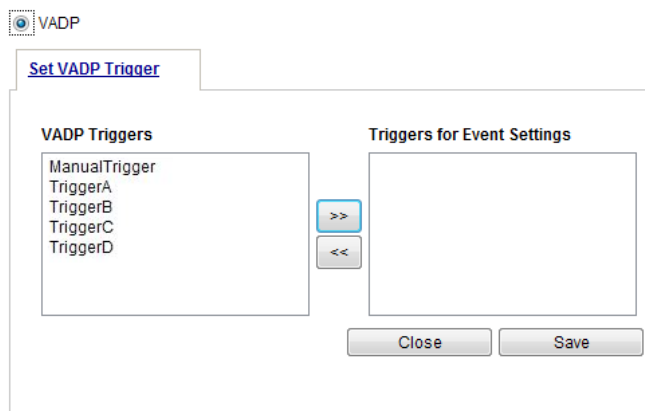 VADP
Set VADP Trigger
VADP Triggers
Triggers for Event Settings
ManualTrigger
TriggerA
TriggerB
TriggerC
TriggerD
>>
<<
Close
Save